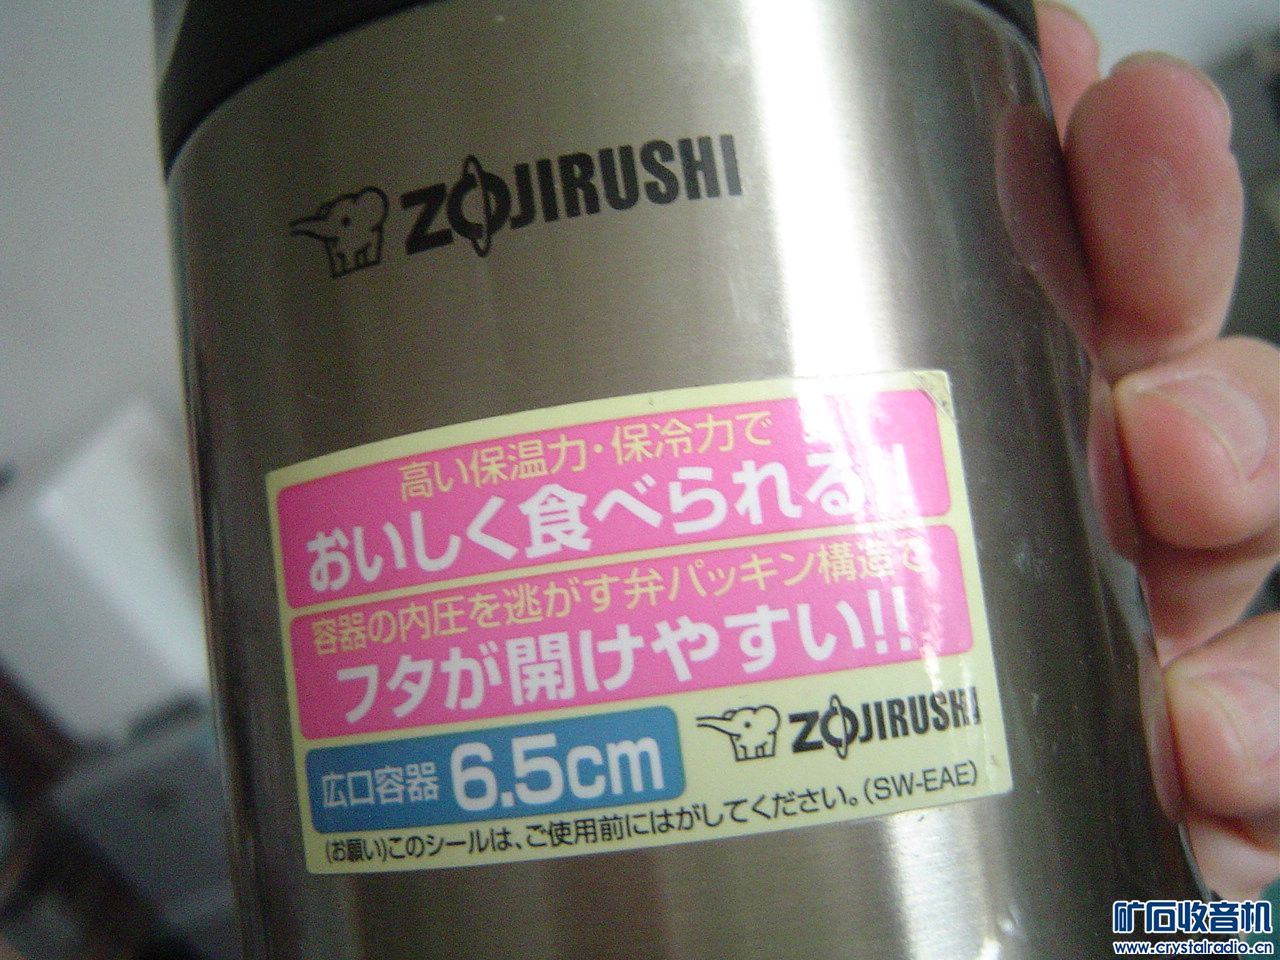 ZOJIRUSHI
高い保温力・保冷力で
おいしく食べられる!!
容器の内圧を逃がす弁パッキン構造で
フタが開けやすい!!
広口容器 6.5cm
ZOJIRUSHI
(お願い)このシールは、ご使用前にはがしてください。(SW-EAE)
矿石收音机
www.crystalradio.cn